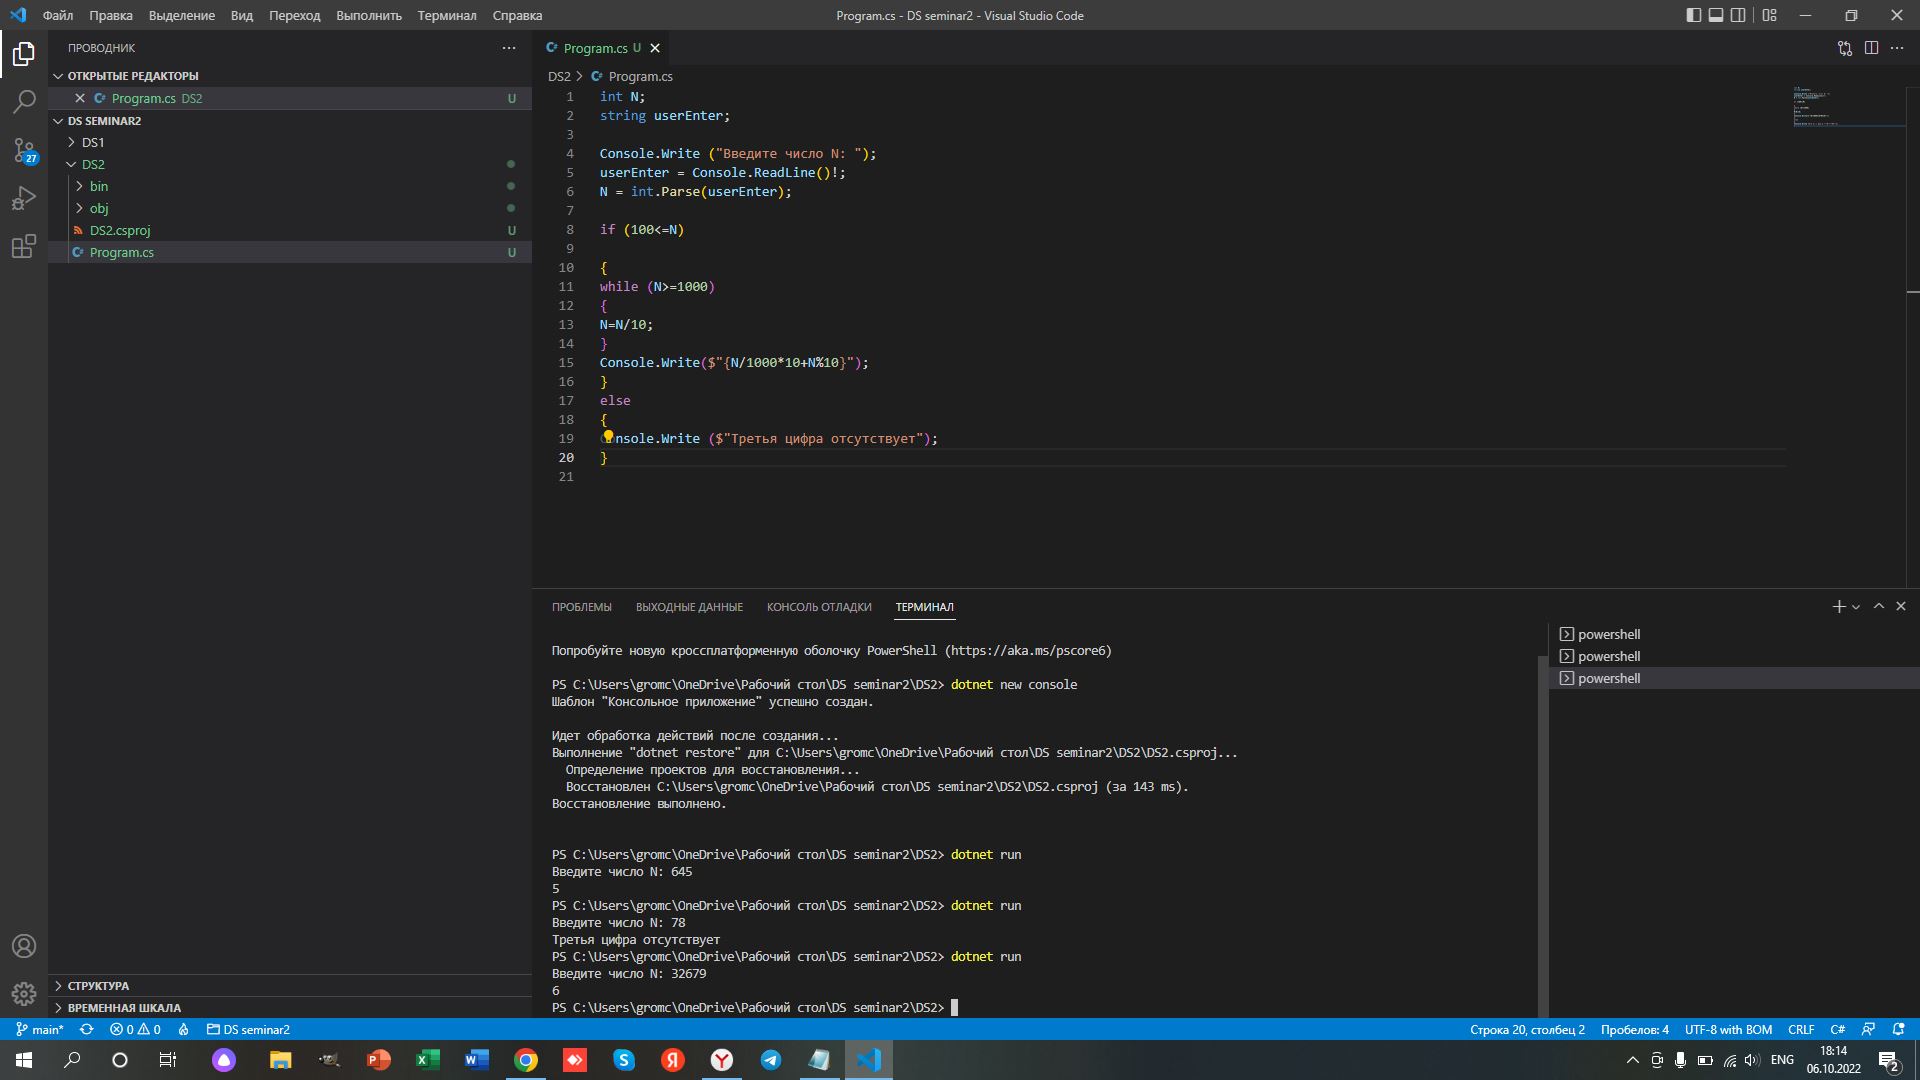 Файл Правка Выделение Вид Переход Выполнить Терминал Справка
Program.cs - DS seminar2 - Visual Studio Code
ПРОВОДНИК
ОТКРЫТЫЕ РЕДАКТОРЫ
Program.cs DS2 U
DS SEMINAR2
DS1
DS2
bin
obj
DS2.csproj U
Program.cs U
27
СТРУКТУРА
ВРЕМЕННАЯ ШКАЛА
Program.cs U
DS2 > Program.cs
1 int N;
2 string userEnter;
3
4 Console.Write ("Введите число N: ");
5 userEnter = Console.ReadLine()!;
6 N = int.Parse(userEnter);
7
8 if (100<=N)
9
10 {
11 while (N>=1000)
12 {
13 N=N/10;
14 }
15 Console.Write($"{N/1000*10+N%10}");
16 }
17 else
18 {
19 Console.Write ($"Третья цифра отсутствует");
20 }
21
ПРОБЛЕМЫ ВЫХОДНЫЕ ДАННЫЕ КОНСОЛЬ ОТЛАДКИ ТЕРМИНАЛ
Попробуйте новую кроссплатформенную оболочку PowerShell (https://aka.ms/pscore6)
PS C:\Users\gromc\OneDrive\Рабочий стол\DS seminar2\DS2> dotnet new console
Шаблон "Консольное приложение" успешно создан.
Идет обработка действий после создания...
Выполнение "dotnet restore" для C:\Users\gromc\OneDrive\Рабочий стол\DS seminar2\DS2\DS2.csproj...
Определение проектов для восстановления...
Восстановлен C:\Users\gromc\OneDrive\Рабочий стол\DS seminar2\DS2\DS2.csproj (за 143 ms).
Восстановление выполнено.
PS C:\Users\gromc\OneDrive\Рабочий стол\DS seminar2\DS2> dotnet run
Введите число N: 645
5
PS C:\Users\gromc\OneDrive\Рабочий стол\DS seminar2\DS2> dotnet run
Введите число N: 78
Третья цифра отсутствует
PS C:\Users\gromc\OneDrive\Рабочий стол\DS seminar2\DS2> dotnet run
Введите число N: 32679
6
PS C:\Users\gromc\OneDrive\Рабочий стол\DS seminar2\DS2>
powershell
powershell
powershell
main* 0 0 DS seminar2
Строка 20, столбец 2 Пробелов: 4 UTF-8 with BOM CRLF C#
ENG
18:14
06.10.2022
2